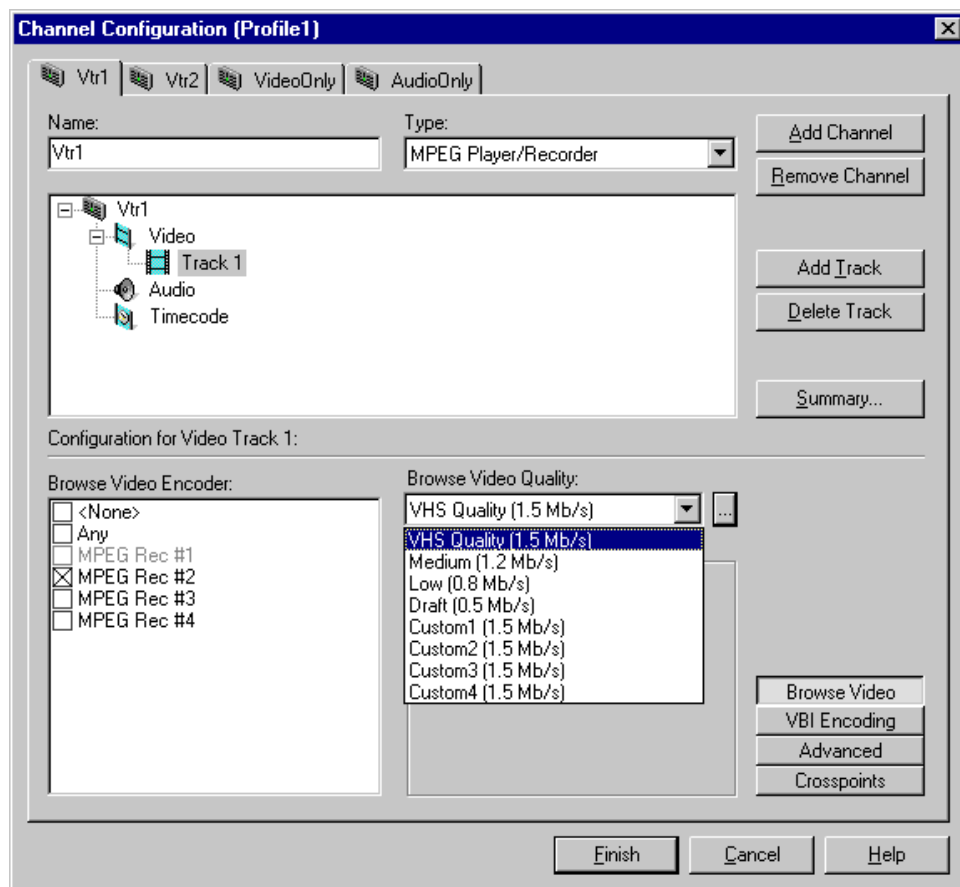 Channel Configuration (Profile1)
Vtr1 Vtr2 VideoOnly AudioOnly
Name:
Vtr1
Type:
MPEG Player/Recorder
Add Channel
Remove Channel
Vtr1
Video
Track 1
Audio
Timecode
Add Track
Delete Track
Summary...
Configuration for Video Track 1:
Browse Video Encoder:
<None>
Any
MPEG Rec #1
MPEG Rec #2
MPEG Rec #3
MPEG Rec #4
Browse Video Quality:
VHS Quality (1.5 Mb/s)
...
VHS Quality (1.5 Mb/s)
Medium (1.2 Mb/s)
Low (0.8 Mb/s)
Draft (0.5 Mb/s)
Custom1 (1.5 Mb/s)
Custom2 (1.5 Mb/s)
Custom3 (1.5 Mb/s)
Custom4 (1.5 Mb/s)
Browse Video
VBI Encoding
Advanced
Crosspoints
Finish Cancel Help